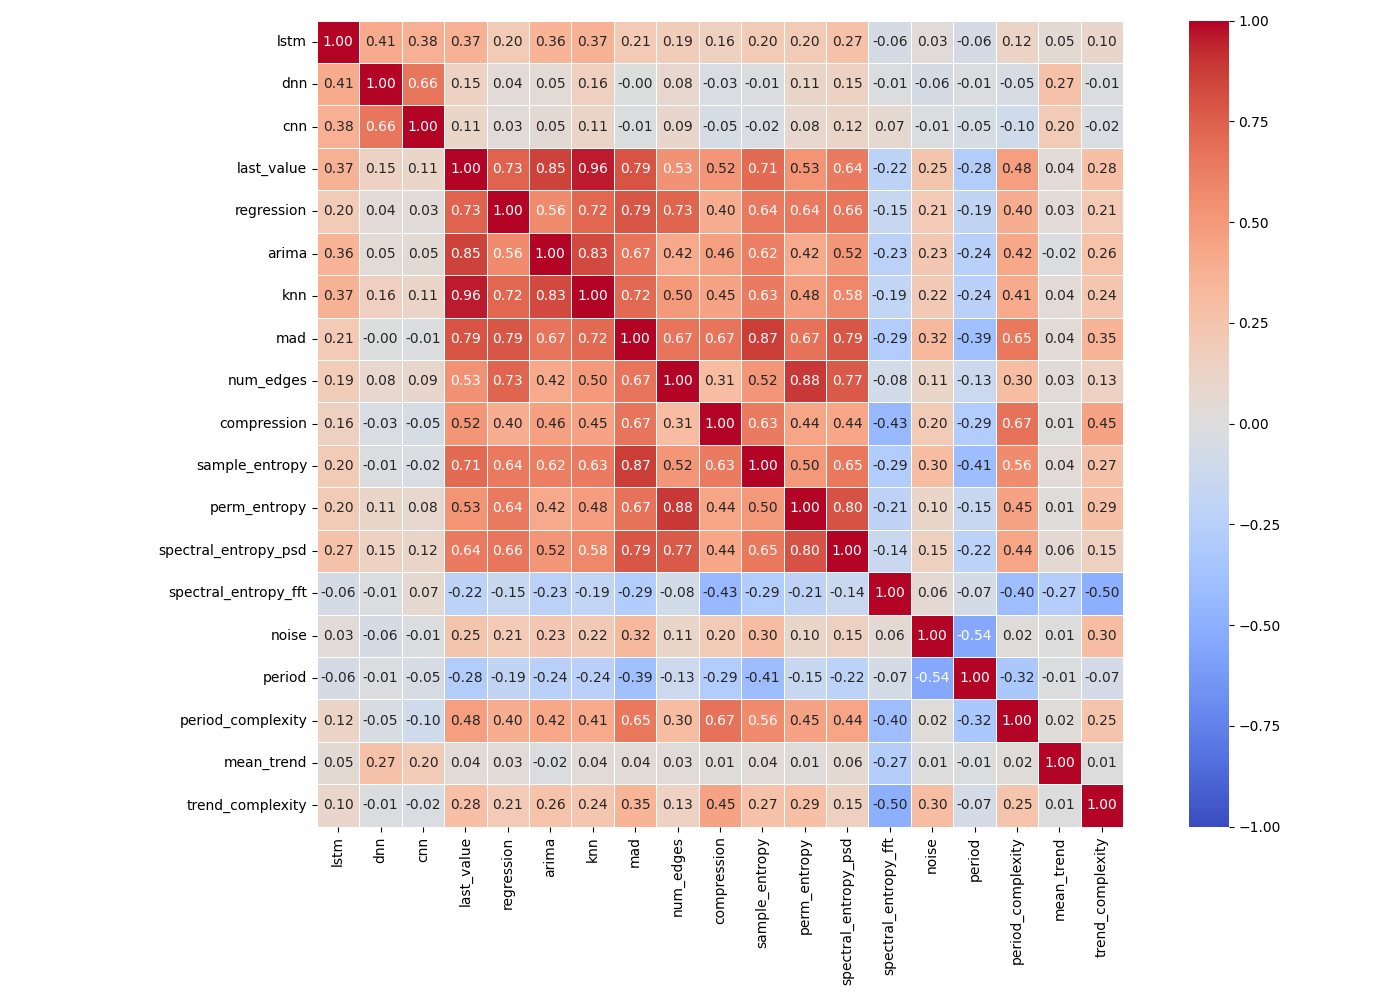 lstm 1.00 0.41 0.38 0.37 0.20 0.36 0.37 0.21 0.19 0.16 0.20 0.20 0.27 -0.06 0.03 -0.06 0.12 0.05 0.10
dnn 0.41 1.00 0.66 0.15 0.04 0.05 0.16 -0.00 0.08 -0.03 -0.01 0.11 0.15 -0.01 -0.06 -0.01 -0.05 0.27 -0.01
cnn 0.38 0.66 1.00 0.11 0.03 0.05 0.11 -0.01 0.09 -0.05 -0.02 0.08 0.12 0.07 -0.01 -0.05 -0.10 0.20 -0.02
last_value 0.37 0.15 0.11 1.00 0.73 0.85 0.96 0.79 0.53 0.52 0.71 0.53 0.64 -0.22 0.25 -0.28 0.48 0.04 0.28
regression 0.20 0.04 0.03 0.73 1.00 0.56 0.72 0.79 0.73 0.40 0.64 0.64 0.66 -0.15 0.21 -0.19 0.40 0.03 0.21
arima 0.36 0.05 0.05 0.85 0.56 1.00 0.83 0.67 0.42 0.46 0.62 0.42 0.52 -0.23 0.23 -0.24 0.42 -0.02 0.26
knn 0.37 0.16 0.11 0.96 0.72 0.83 1.00 0.72 0.50 0.45 0.63 0.48 0.58 -0.19 0.22 -0.24 0.41 0.04 0.24
mad 0.21 -0.00 -0.01 0.79 0.79 0.67 0.72 1.00 0.67 0.67 0.87 0.67 0.79 -0.29 0.32 -0.39 0.65 0.04 0.35
num_edges 0.19 0.08 0.09 0.53 0.73 0.42 0.50 0.67 1.00 0.31 0.52 0.88 0.77 -0.08 0.11 -0.13 0.30 0.03 0.13
compression 0.16 -0.03 -0.05 0.52 0.40 0.46 0.45 0.67 0.31 1.00 0.63 0.44 0.44 -0.43 0.20 -0.29 0.67 0.01 0.45
sample_entropy 0.20 -0.01 -0.02 0.71 0.64 0.62 0.63 0.87 0.52 0.63 1.00 0.50 0.65 -0.29 0.30 -0.41 0.56 0.04 0.27
perm_entropy 0.20 0.11 0.08 0.53 0.64 0.42 0.48 0.67 0.88 0.44 0.50 1.00 0.80 -0.21 0.10 -0.15 0.45 0.01 0.29
spectral_entropy_psd 0.27 0.15 0.12 0.64 0.66 0.52 0.58 0.79 0.77 0.44 0.65 0.80 1.00 -0.14 0.15 -0.22 0.44 0.06 0.15
spectral_entropy_fft -0.06 -0.01 0.07 -0.22 -0.15 -0.23 -0.19 -0.29 -0.08 -0.43 -0.29 -0.21 -0.14 1.00 0.06 -0.07 -0.40 -0.27 -0.50
noise 0.03 -0.06 -0.01 0.25 0.21 0.23 0.22 0.32 0.11 0.20 0.30 0.10 0.15 0.06 1.00 -0.54 0.02 0.01 0.30
period -0.06 -0.01 -0.05 -0.28 -0.19 -0.24 -0.24 -0.39 -0.13 -0.29 -0.41 -0.15 -0.22 -0.07 -0.54 1.00 -0.32 -0.01 -0.07
period_complexity 0.12 -0.05 -0.10 0.48 0.40 0.42 0.41 0.65 0.30 0.67 0.56 0.45 0.44 -0.40 0.02 -0.32 1.00 0.02 0.25
mean_trend 0.05 0.27 0.20 0.04 0.03 -0.02 0.04 0.04 0.03 0.01 0.04 0.01 0.06 -0.27 0.01 -0.01 0.02 1.00 0.01
trend_complexity 0.10 -0.01 -0.02 0.28 0.21 0.26 0.24 0.35 0.13 0.45 0.27 0.29 0.15 -0.50 0.30 -0.07 0.25 0.01 1.00
lstm
dnn
cnn
last_value
regression
arima
knn
mad
num_edges
compression
sample_entropy
perm_entropy
spectral_entropy_psd
spectral_entropy_fft
noise
period
period_complexity
mean_trend
trend_complexity
1.00
0.75
0.50
0.25
0.00
−0.25
−0.50
−0.75
−1.00